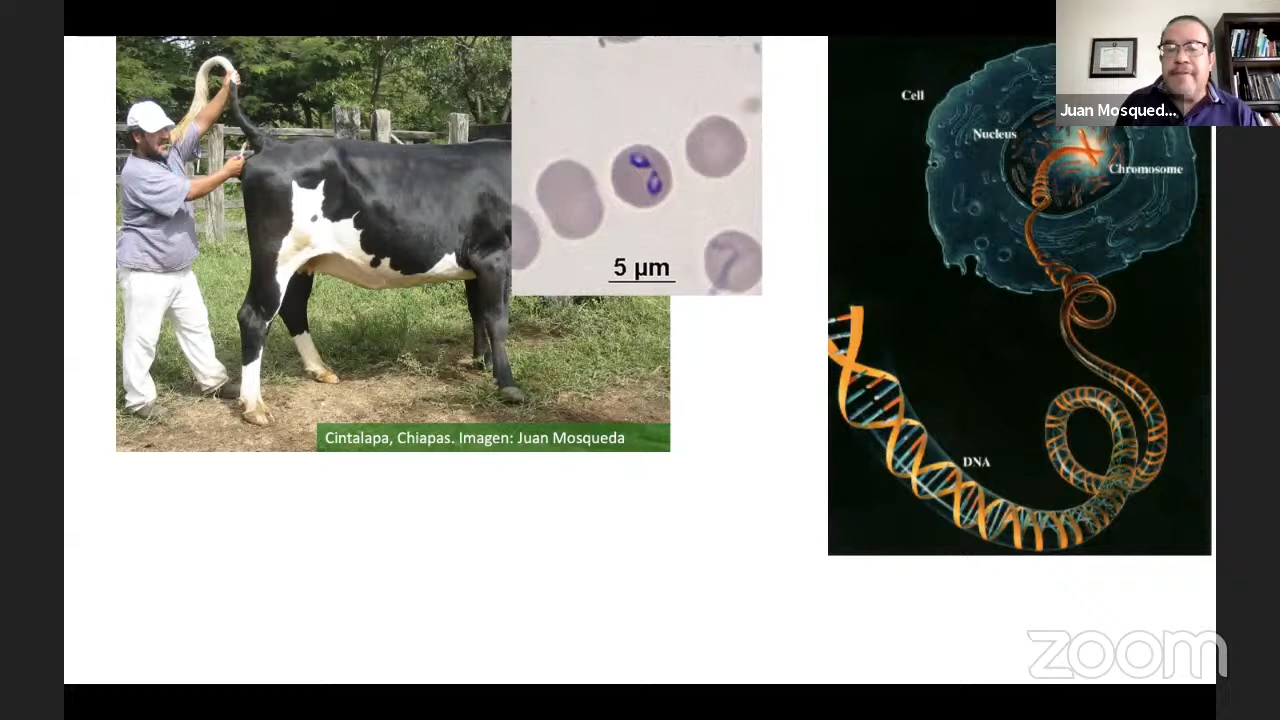 Juan Mosqued...
Cell
Nucleus
Chromosome
5 µm
Cintalapa, Chiapas. Imagen: Juan Mosqueda
DNA
zoom